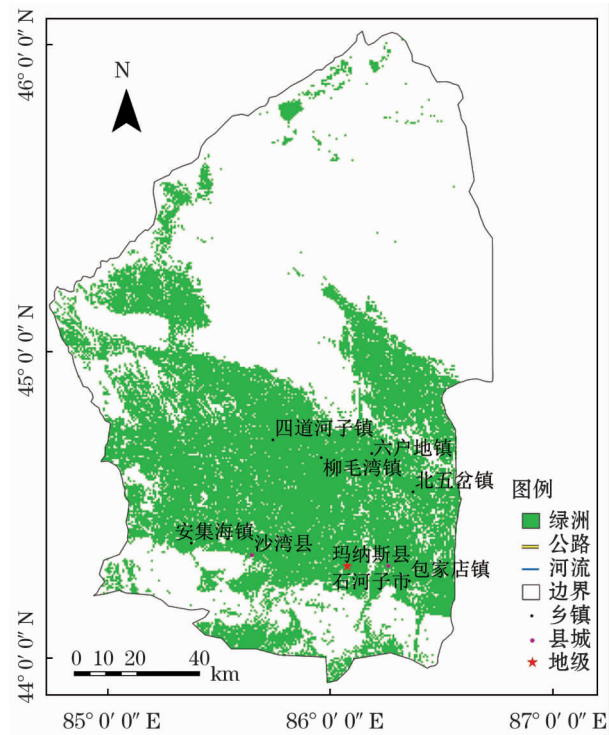 46° 0′ 0″ N
N
45° 0′ 0″ N
四道河子镇
六户地镇
柳毛湾镇
北五岔镇
图例
绿洲
公路
河流
边界
乡镇
县城
地级
安集海镇
沙湾县
玛纳斯县
包家店镇
石河子市
0 10 20 40
km
44° 0′ 0″ N
85° 0′ 0″ E
86° 0′ 0″ E
87° 0′ 0″ E